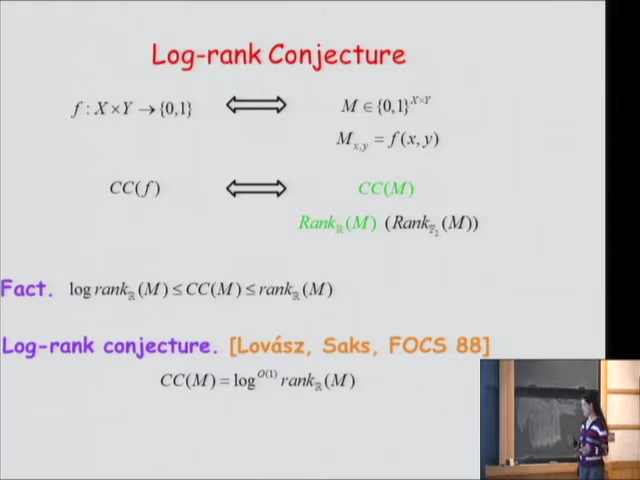 Log-rank Conjecture
f : X×Y → {0,1} ⟺ M ∈ {0,1}^{X×Y}
M_{x,y} = f(x, y)
CC(f) ⟺ CC(M)
Rank_ℝ(M) (Rank_{ℤ_2}(M))
Fact. log rank_ℝ(M) ≤ CC(M) ≤ rank_ℝ(M)
Log-rank conjecture. [Lovász, Saks, FOCS 88]
CC(M) = log^{O(1)} rank_ℝ(M)